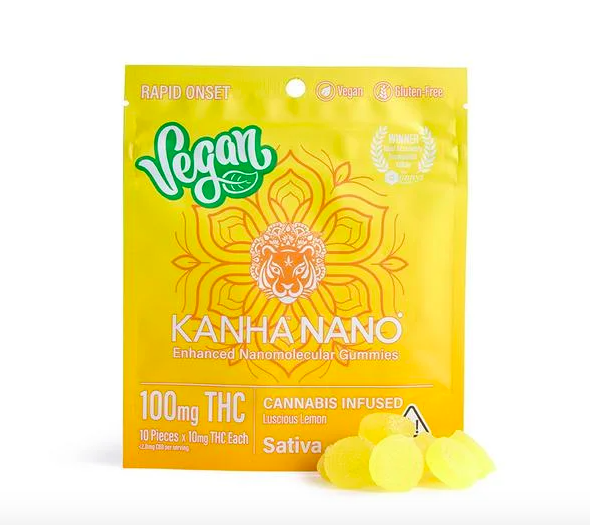 RAPID ONSET
Vegan
Gluten-Free
Vegan
WINNER
KANHA NANO
Enhanced Nanomolecular Gummies
100mg THC
10 Pieces x 10mg THC Each
CANNABIS INFUSED
Luscious Lemon
Sativa
!